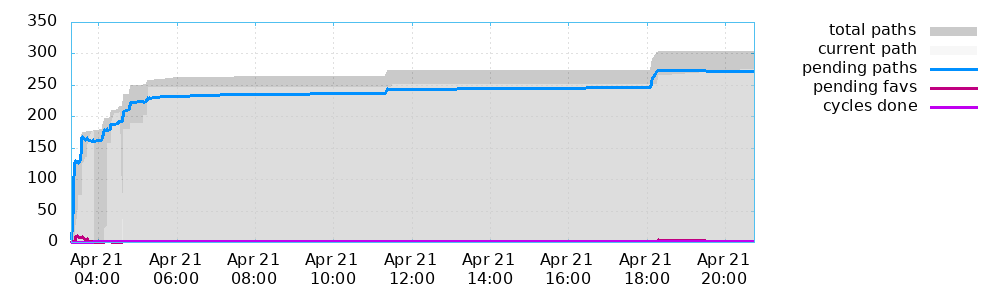 350
300
250
200
150
100
50
0
Apr 21 Apr 21 Apr 21 Apr 21 Apr 21 Apr 21 Apr 21 Apr 21 Apr 21
04:00 06:00 08:00 10:00 12:00 14:00 16:00 18:00 20:00
total paths
current path
pending paths
pending favs
cycles done